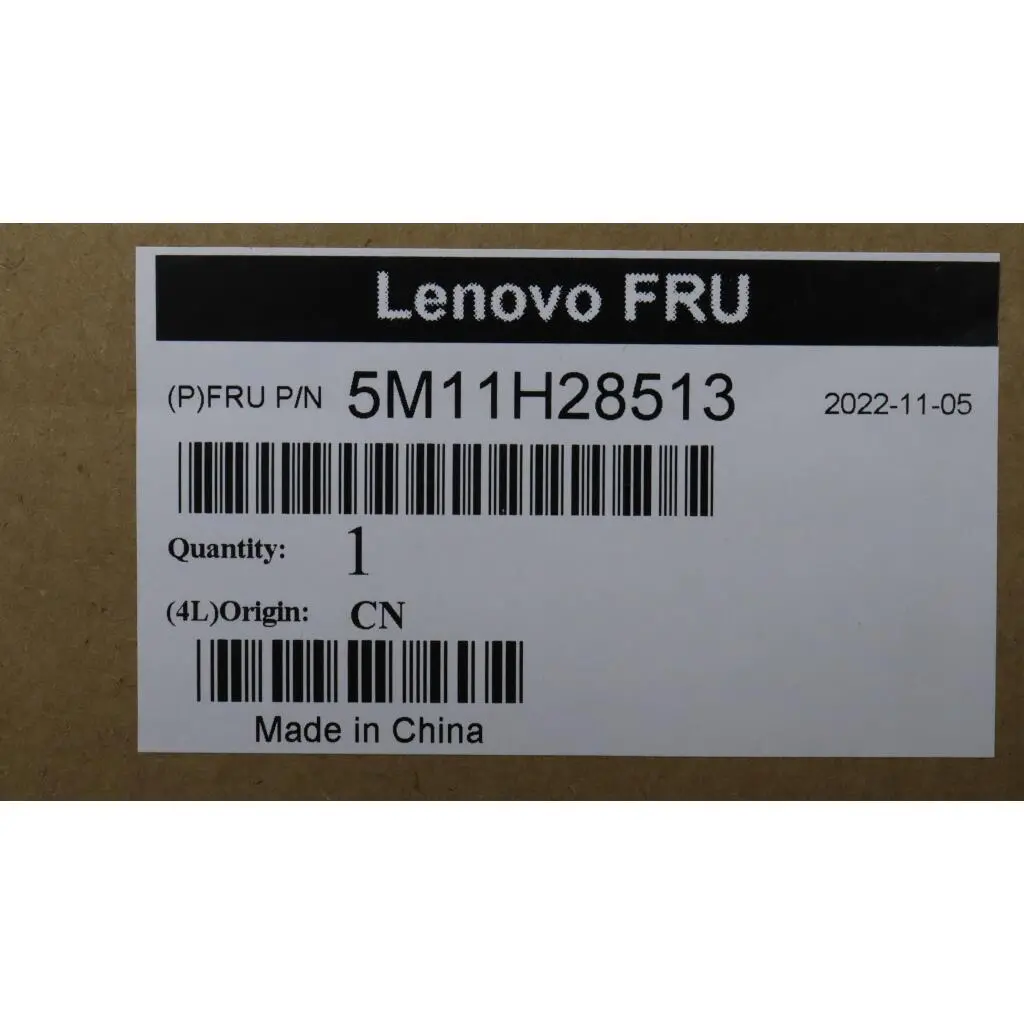 Lenovo FRU
(P)FRU P/N 5M11H28513 2022-11-05
Quantity: 1
(4L)Origin: CN
Made in China